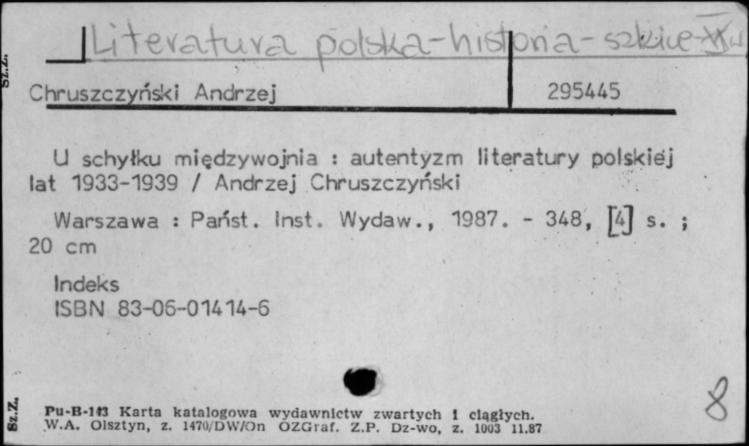 Literatura polska-historia-szkice-XXw
Sz.Z.
Chruszczyński Andrzej 295445
U schyłku międzywojnia : autentyzm literatury polskiej
lat 1933-1939 / Andrzej Chruszczyński
Warszawa : Państ. Inst. Wydaw., 1987. - 348, [4] s. ;
20 cm
Indeks
ISBN 83-06-01414-6
8
Sz.Z.
Pu-B-143 Karta katalogowa wydawnictw zwartych i ciągłych.
W.A. Olsztyn, z. 1470/DW/On OZGraf. Z.P. Dz-wo, z. 1003 11.87